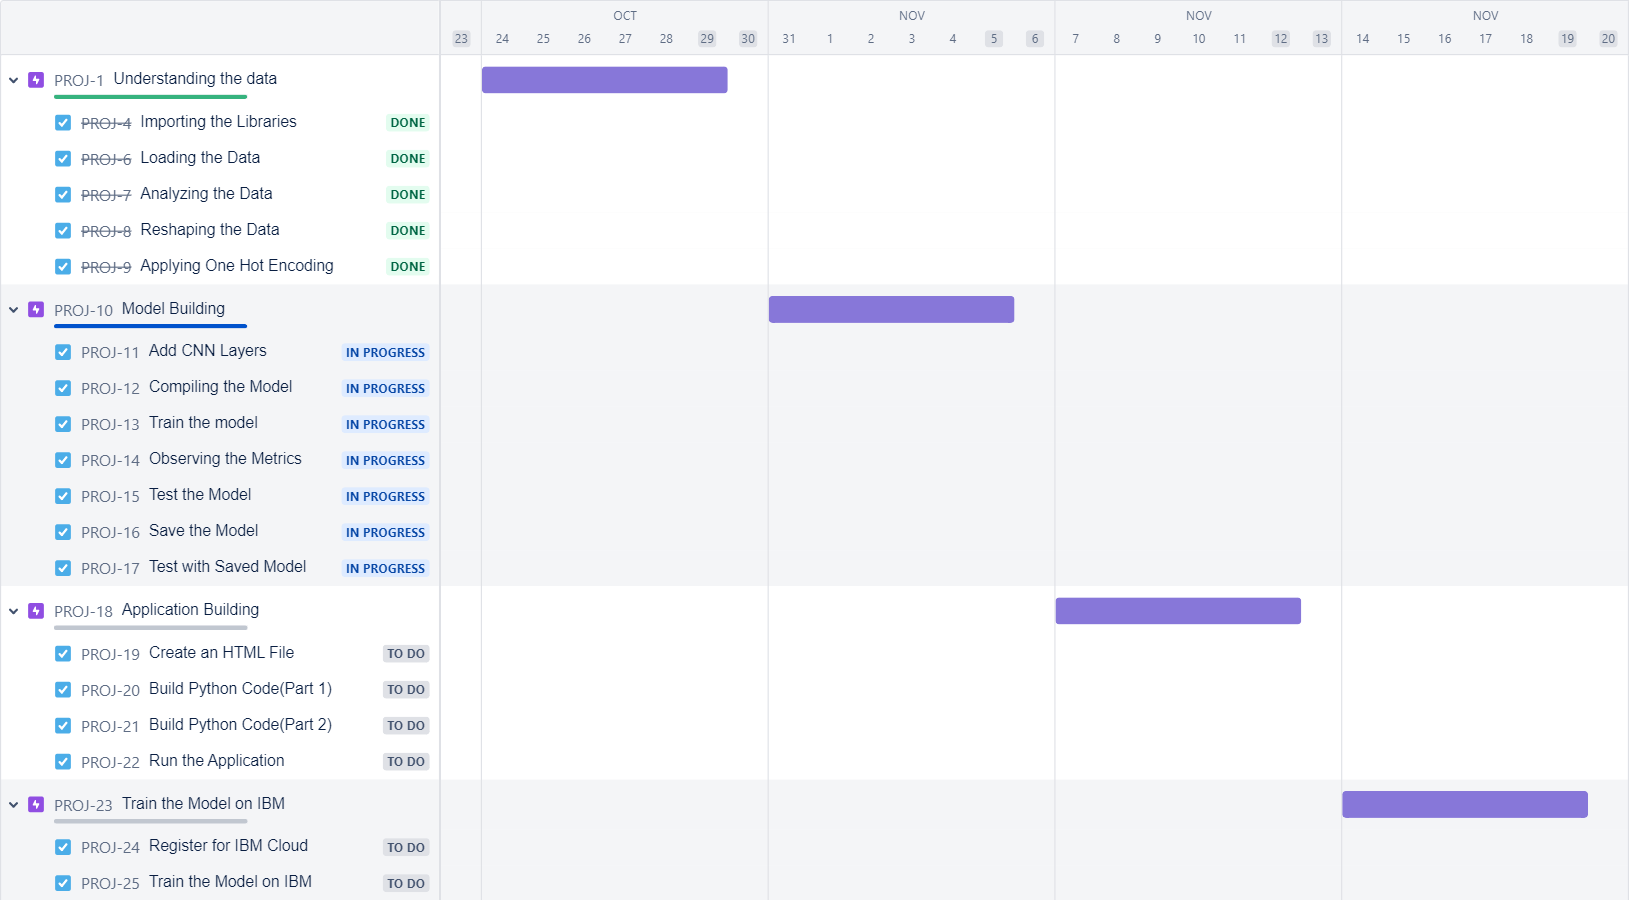 OCT NOV NOV NOV
23 24 25 26 27 28 29 30 31 1 2 3 4 5 6 7 8 9 10 11 12 13 14 15 16 17 18 19 20
PROJ-1 Understanding the data
PROJ-4 Importing the Libraries DONE
PROJ-6 Loading the Data DONE
PROJ-7 Analyzing the Data DONE
PROJ-8 Reshaping the Data DONE
PROJ-9 Applying One Hot Encoding DONE
PROJ-10 Model Building
PROJ-11 Add CNN Layers IN PROGRESS
PROJ-12 Compiling the Model IN PROGRESS
PROJ-13 Train the model IN PROGRESS
PROJ-14 Observing the Metrics IN PROGRESS
PROJ-15 Test the Model IN PROGRESS
PROJ-16 Save the Model IN PROGRESS
PROJ-17 Test with Saved Model IN PROGRESS
PROJ-18 Application Building
PROJ-19 Create an HTML File TO DO
PROJ-20 Build Python Code(Part 1) TO DO
PROJ-21 Build Python Code(Part 2) TO DO
PROJ-22 Run the Application TO DO
PROJ-23 Train the Model on IBM
PROJ-24 Register for IBM Cloud TO DO
PROJ-25 Train the Model on IBM TO DO